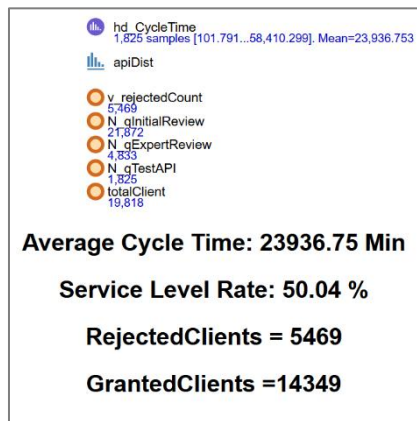 hd_CycleTime
1,825 samples [101.791...58,410.299]. Mean=23,936.753
apiDist
v_rejectedCount
5,469
N_qInitialReview
21,872
N_qExpertReview
4,833
N_qTestAPI
1,825
totalClient
19,818
Average Cycle Time: 23936.75 Min
Service Level Rate: 50.04 %
RejectedClients = 5469
GrantedClients =14349